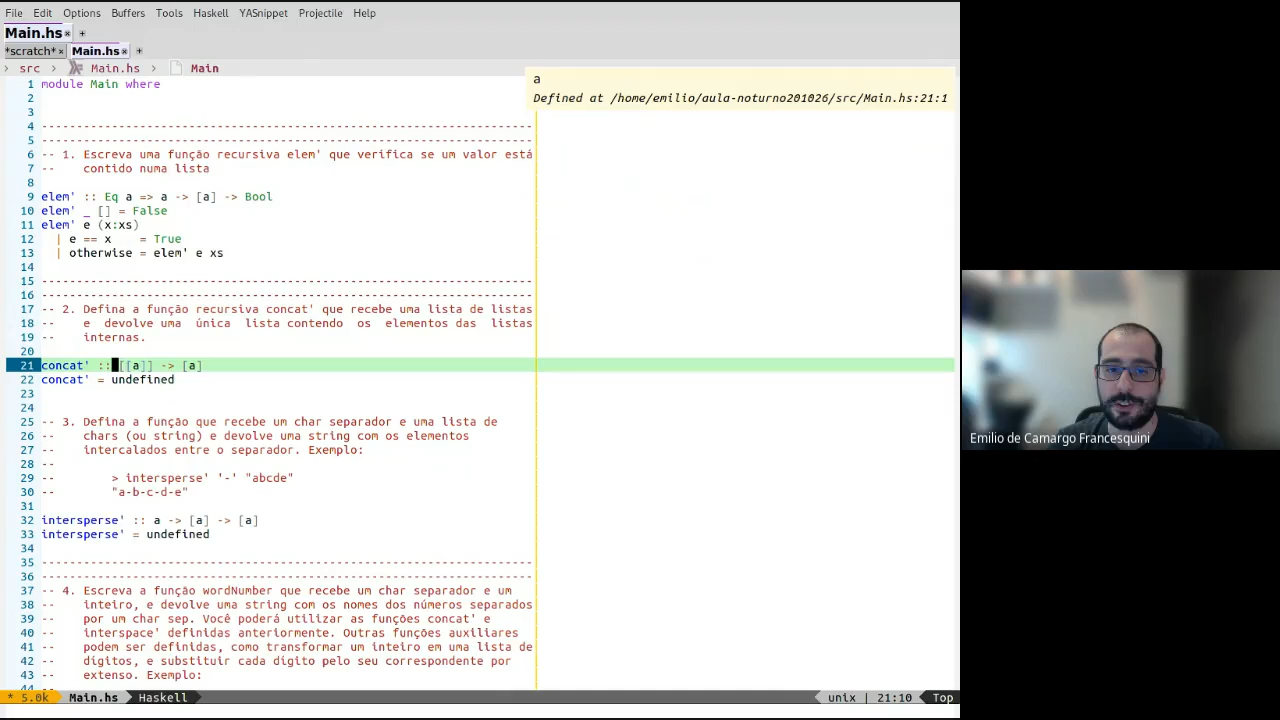 File Edit Options Buffers Tools Haskell YASnippet Projectile Help
Main.hs × +
*scratch* × Main.hs × +
› src › Main.hs › Main
a
Defined at /home/emilio/aula-noturno201026/src/Main.hs:21:1
1 module Main where
2
3
4 ----------------------------------------------------------------------
5 ----------------------------------------------------------------------
6 -- 1. Escreva uma função recursiva elem' que verifica se um valor está
7 --    contido numa lista
8
9 elem' :: Eq a => a -> [a] -> Bool
10 elem' _ [] = False
11 elem' e (x:xs)
12   | e == x    = True
13   | otherwise = elem' e xs
14
15 ----------------------------------------------------------------------
16 ----------------------------------------------------------------------
17 -- 2. Defina a função recursiva concat' que recebe uma lista de listas
18 --    e  devolve uma  única  lista contendo  os  elementos das  listas
19 --    internas.
20
21 concat' :: [[a]] -> [a]
22 concat' = undefined
23
24
25 -- 3. Defina a função que recebe um char separador e uma lista de
26 --    chars (ou string) e devolve uma string com os elementos
27 --    intercalados entre o separador. Exemplo:
28 --
29 --        > intersperse' '-' "abcde"
30 --        "a-b-c-d-e"
31
32 intersperse' :: a -> [a] -> [a]
33 intersperse' = undefined
34
35 ----------------------------------------------------------------------
36 ----------------------------------------------------------------------
37 -- 4. Escreva a função wordNumber que recebe um char separador e um
38 --    inteiro, e devolve uma string com os nomes dos números separados
39 --    por um char sep. Você poderá utilizar as funções concat' e
40 --    interspace' definidas anteriormente. Outras funções auxiliares
41 --    podem ser definidas, como transformar um inteiro em uma lista de
42 --    dígitos, e substituir cada dígito pelo seu correspondente por
43 --    extenso. Exemplo:
44 --
* 5.0k Main.hs Haskell unix | 21:10 Top
Emilio de Camargo Francesquini